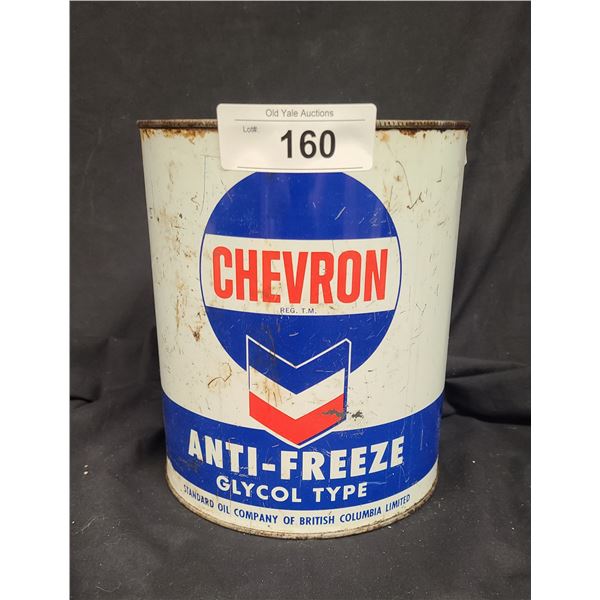 Old Yale Auctions
Lot#:
160
CHEVRON
REG. T.M.
ANTI-FREEZE
GLYCOL TYPE
STANDARD OIL COMPANY OF BRITISH COLUMBIA LIMITED